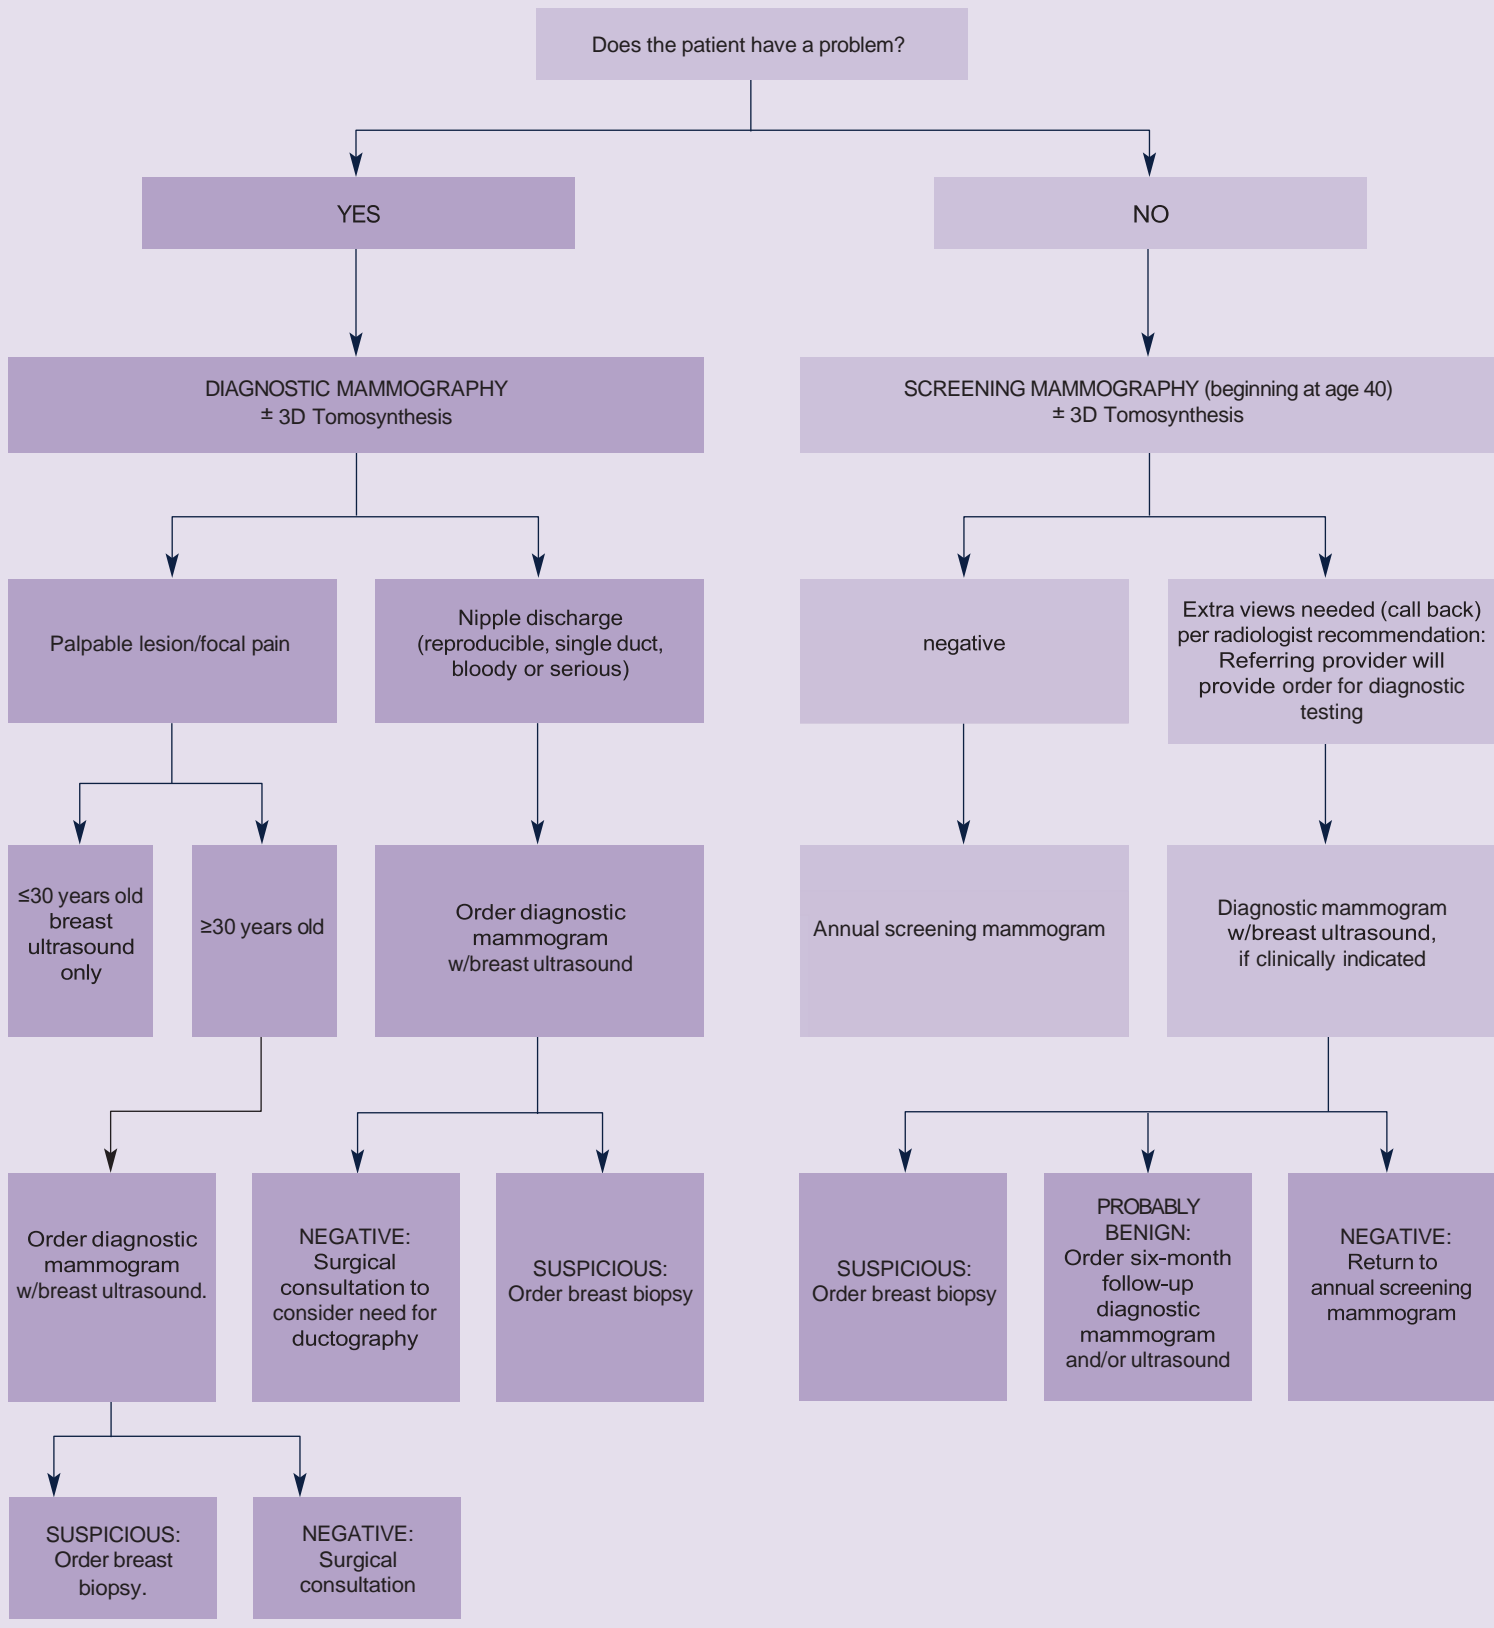 Does the patient have a problem?
YES
NO
DIAGNOSTIC MAMMOGRAPHY
± 3D Tomosynthesis
SCREENING MAMMOGRAPHY (beginning at age 40)
± 3D Tomosynthesis
Palpable lesion/focal pain
Nipple discharge
(reproducible, single duct,
bloody or serious)
negative
Extra views needed (call back)
per radiologist recommendation:
Referring provider will
provide order for diagnostic
testing
≤30 years old
breast
ultrasound
only
≥30 years old
Order diagnostic
mammogram
w/breast ultrasound
Annual screening mammogram
Diagnostic mammogram
w/breast ultrasound,
if clinically indicated
Order diagnostic
mammogram
w/breast ultrasound.
NEGATIVE:
Surgical
consultation to
consider need for
ductography
SUSPICIOUS:
Order breast biopsy
SUSPICIOUS:
Order breast biopsy
PROBABLY
BENIGN:
Order six-month
follow-up
diagnostic
mammogram
and/or ultrasound
NEGATIVE:
Return to
annual screening
mammogram
SUSPICIOUS:
Order breast
biopsy.
NEGATIVE:
Surgical
consultation